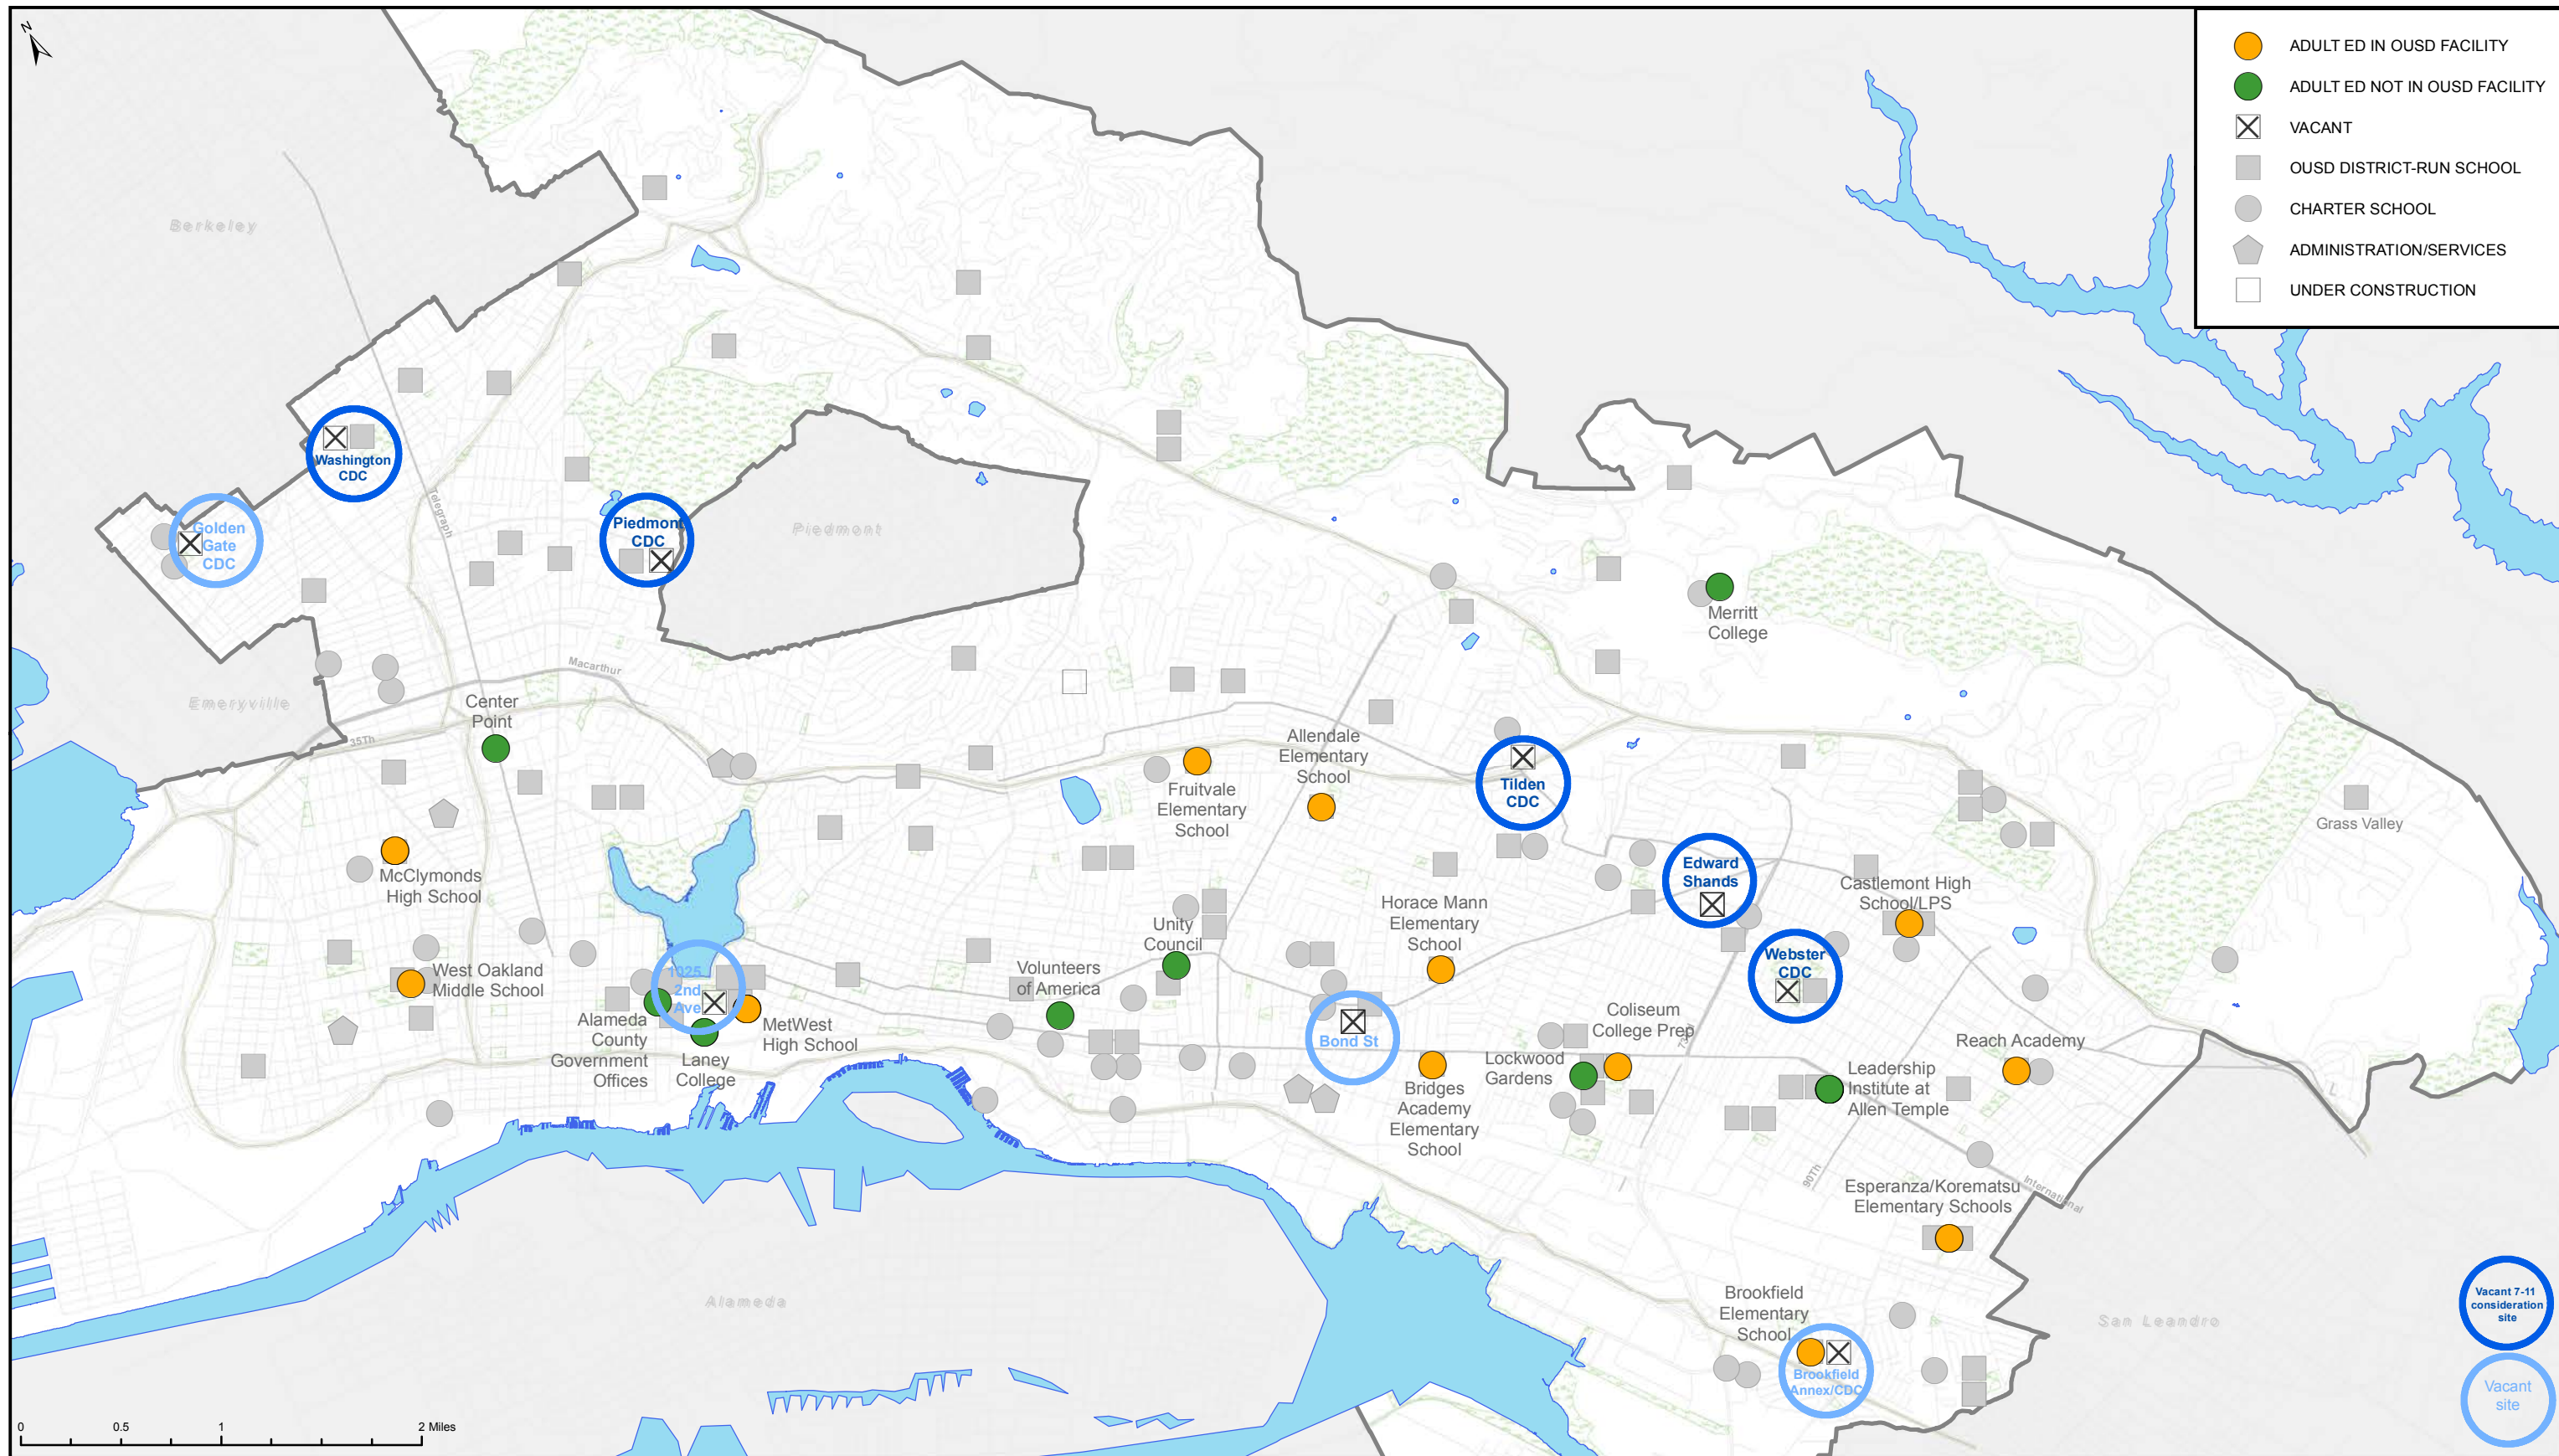 N
ADULT ED IN OUSD FACILITY
ADULT ED NOT IN OUSD FACILITY
VACANT
OUSD DISTRICT-RUN SCHOOL
CHARTER SCHOOL
ADMINISTRATION/SERVICES
UNDER CONSTRUCTION
Berkeley
Washington
CDC
Telegraph
Golden
Gate
CDC
Piedmont
CDC
Piedmont
Merritt
College
Macarthur
Emeryville
Center
Point
35Th
Allendale
Elementary
School
Fruitvale
Elementary
School
Tilden
CDC
Grass Valley
McClymonds
High School
Edward
Shands
Castlemont High
School/LPS
Horace Mann
Elementary
School
Unity
Council
Webster
CDC
West Oakland
Middle School
1025
2nd
Ave
Volunteers
of America
Coliseum
College Prep
Alameda
County
Government
Offices
MetWest
High School
Laney
College
Bond St
Lockwood
Gardens
Bridges
Academy
Elementary
School
Reach Academy
Leadership
Institute at
Allen Temple
90Th
International
Esperanza/Korematsu
Elementary Schools
Alameda
San Leandro
Brookfield
Elementary
School
Brookfield
Annex/CDC
Vacant 7-11
consideration
site
Vacant
site
0 0.5 1 2 Miles